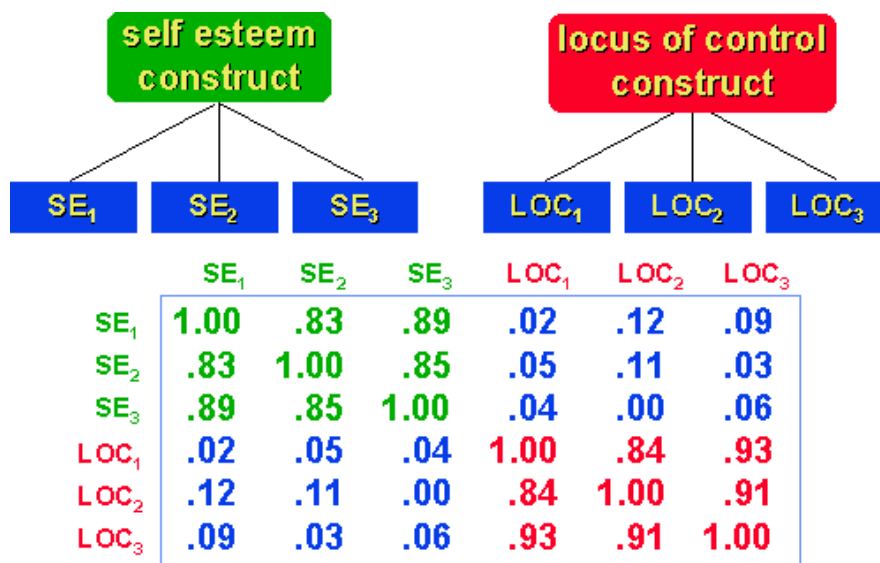 self esteem
construct
locus of control
construct
SE₁ SE₂ SE₃ LOC₁ LOC₂ LOC₃
SE₁ SE₂ SE₃ LOC₁ LOC₂ LOC₃
SE₁ 1.00 .83 .89 .02 .12 .09
SE₂ .83 1.00 .85 .05 .11 .03
SE₃ .89 .85 1.00 .04 .00 .06
LOC₁ .02 .05 .04 1.00 .84 .93
LOC₂ .12 .11 .00 .84 1.00 .91
LOC₃ .09 .03 .06 .93 .91 1.00